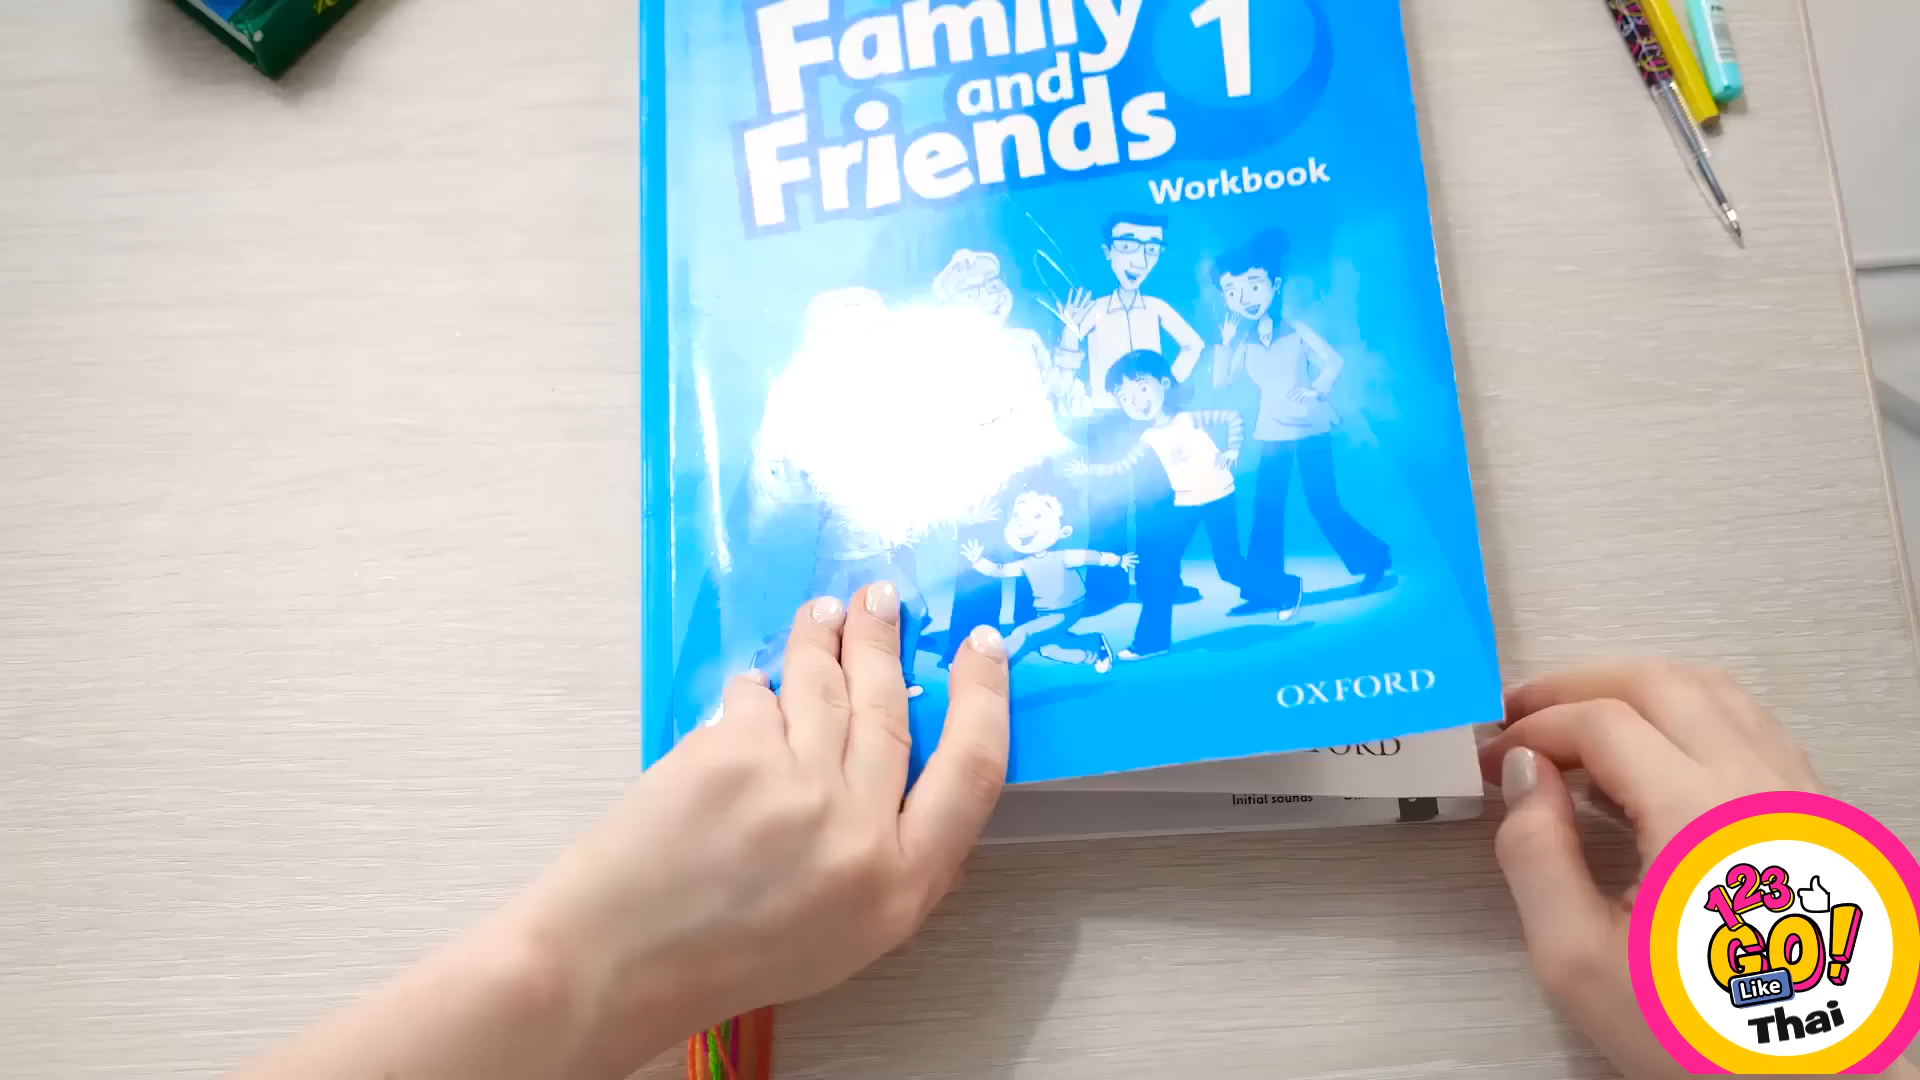 Family
and
Friends
1
Workbook
OXFORD
Initial sounds
123
GO!
Like
Thai